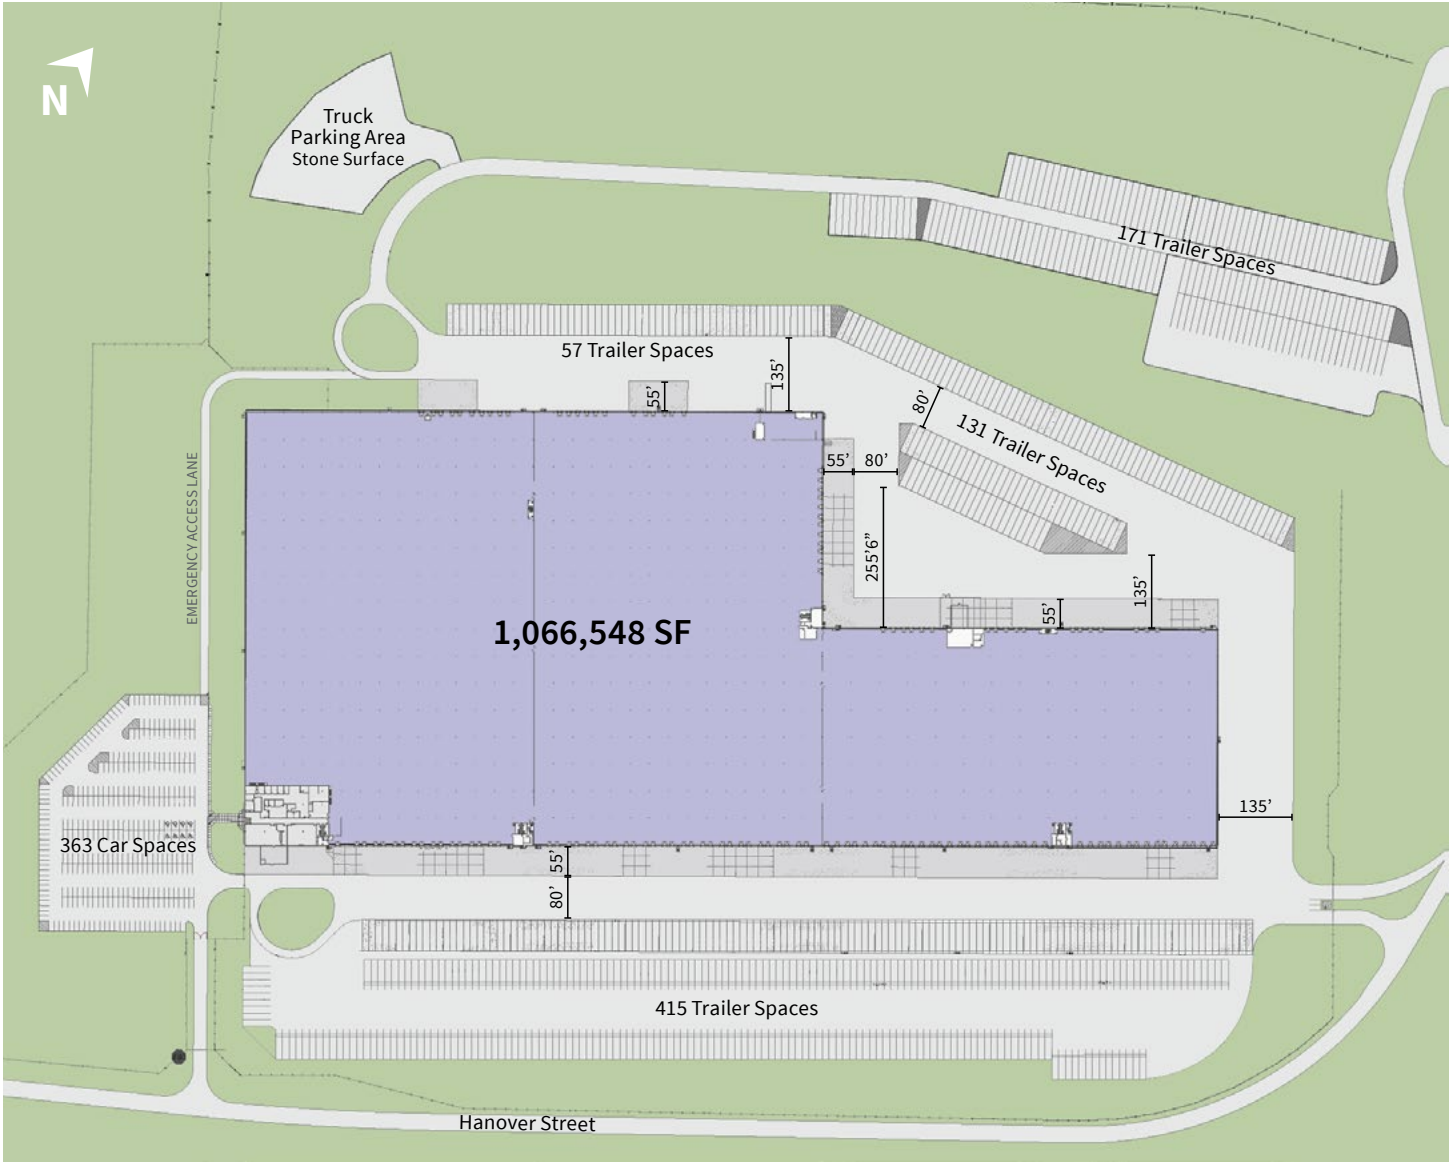 N
Truck
Parking Area
Stone Surface
171 Trailer Spaces
57 Trailer Spaces
135’
55’
80’
131 Trailer Spaces
55’
80’
EMERGENCY ACCESS LANE
255’6”
135’
55’
1,066,548 SF
135’
363 Car Spaces
55’
80’
415 Trailer Spaces
Hanover Street